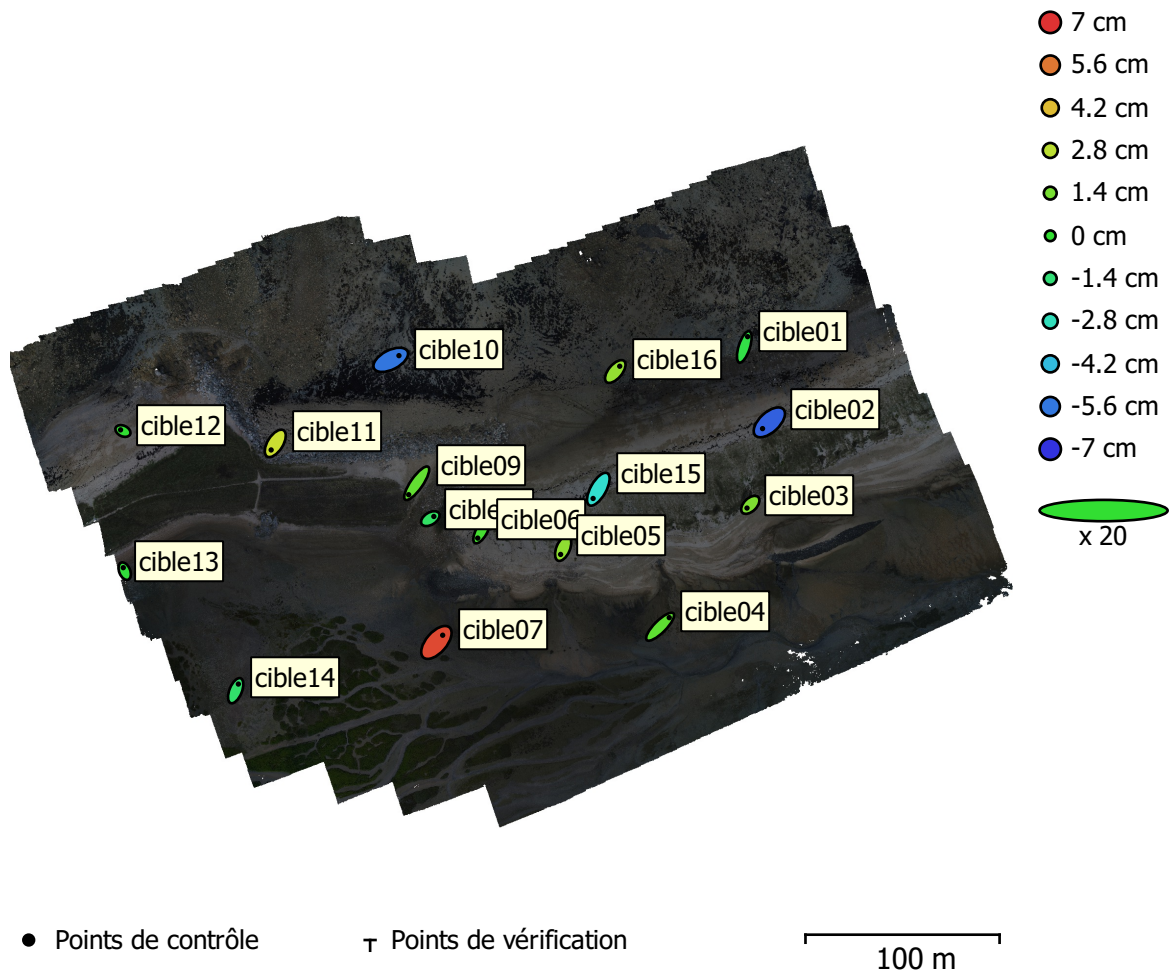 7 cm
5.6 cm
4.2 cm
2.8 cm
1.4 cm
0 cm
-1.4 cm
-2.8 cm
-4.2 cm
-5.6 cm
-7 cm
x 20
cible01
cible10
cible16
cible02
cible12
cible11
cible09
cible15
cible03
cible
cible06
cible05
cible13
cible04
cible07
cible14
Points de contrôle
Points de vérification
100 m